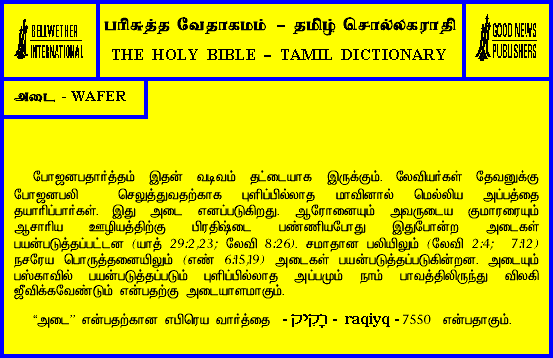 BELLWETHER
INTERNATIONAL
பரிசுத்த வேதாகமம் – தமிழ் சொல்லகராதி
THE HOLY BIBLE – TAMIL DICTIONARY
GOOD NEWS
PUBLISHERS
அடை - WAFER
போஜனபதார்த்தம் இதன் வடிவம் தட்டையாக இருக்கும். லேவியர்கள் தேவனுக்கு
போஜனபலி செலுத்துவதற்காக புளிப்பில்லாத மாவினால் மெல்லிய அப்பத்தை
தயாரிப்பார்கள். இது அடை எனப்படுகிறது. ஆரோனையும் அவருடைய குமாரரையும்
ஆசாரிய ஊழியத்திற்கு பிரதிஷ்டை பண்ணியபோது இதுபோன்ற அடைகள்
பயன்படுத்தப்பட்டன (யாத் 29:2,23; லேவி 8:26). சமாதான பலியிலும் (லேவி 2:4; 7:12)
நசரேய பொருத்தனையிலும் (எண் 6:15,19) அடைகள் பயன்படுத்தப்படுகின்றன. அடையும்
பஸ்காவில் பயன்படுத்தப்படும் புளிப்பில்லாத அப்பமும் நாம் பாவத்திலிருந்து விலகி
ஜீவிக்கவேண்டும் என்பதற்கு அடையாளமாகும்.
“அடை” என்பதற்கான எபிரெய வார்த்தை - רָקִיק - raqiyq - 7550 என்பதாகும்.